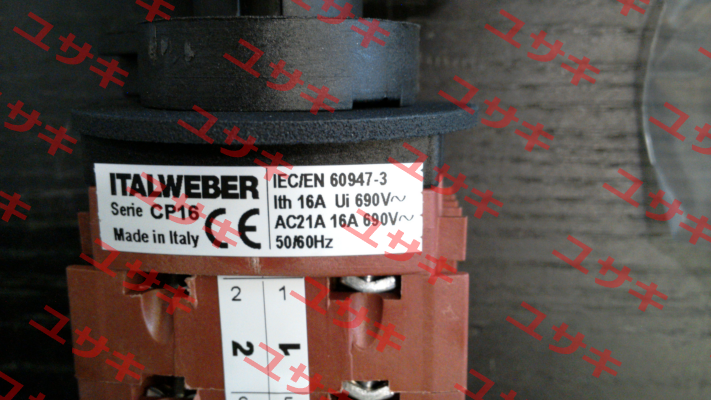 ITALWEBER
Serie CP16
Made in Italy
CE
IEC/EN 60947-3
Ith 16A Ui 690V~
AC21A 16A 690V~
50/60Hz
2 1
2 L
ユサキ